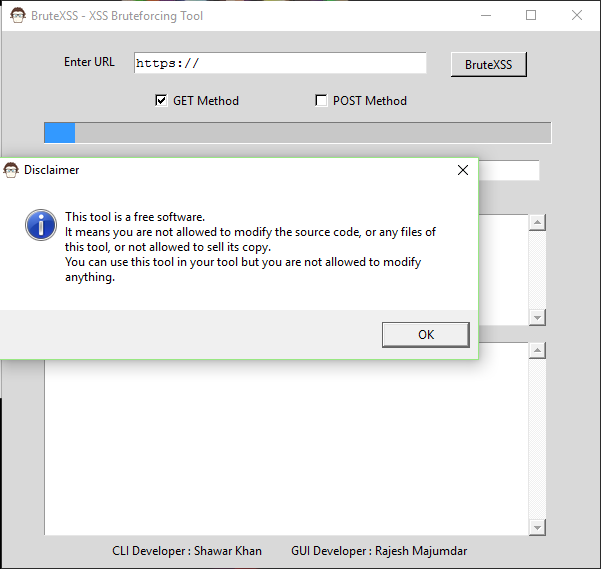 BruteXSS - XSS Bruteforcing Tool
Enter URL https:// BruteXSS
GET Method POST Method
Disclaimer
This tool is a free software.
It means you are not allowed to modify the source code, or any files of
this tool, or not allowed to sell its copy.
You can use this tool in your tool but you are not allowed to modify
anything.
OK
CLI Developer : Shawar Khan GUI Developer : Rajesh Majumdar